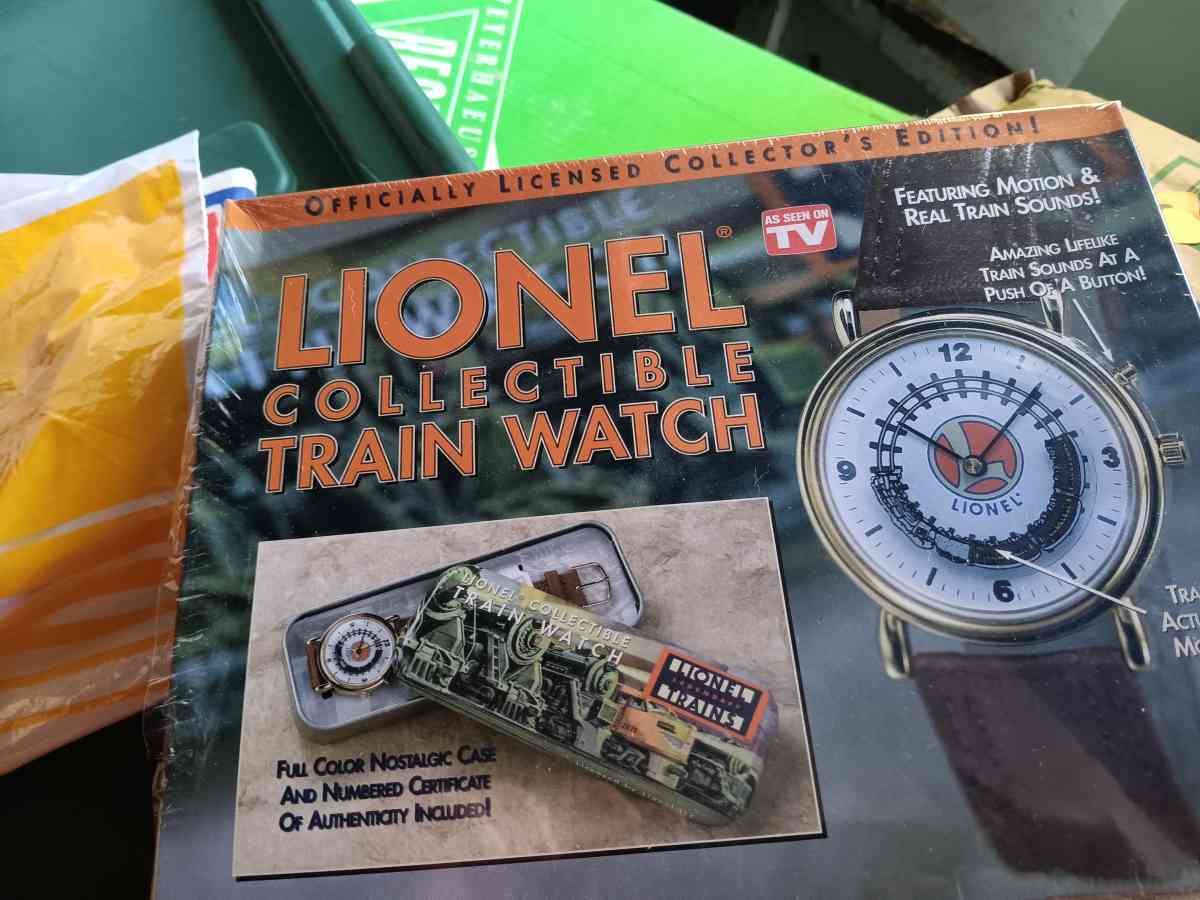 OFFICIALLY LICENSED COLLECTOR'S EDITION!
LIONEL®
COLLECTIBLE
TRAIN WATCH
AS SEEN ON
TV
FEATURING MOTION &
REAL TRAIN SOUNDS!
AMAZING LIFELIKE
TRAIN SOUNDS AT A
PUSH OF A BUTTON!
12
9
3
6
LIONEL®
LIONEL COLLECTIBLE
TRAIN WATCH
LIONEL
TRAINS
FULL COLOR NOSTALGIC CASE
AND NUMBERED CERTIFICATE
OF AUTHENTICITY INCLUDED!